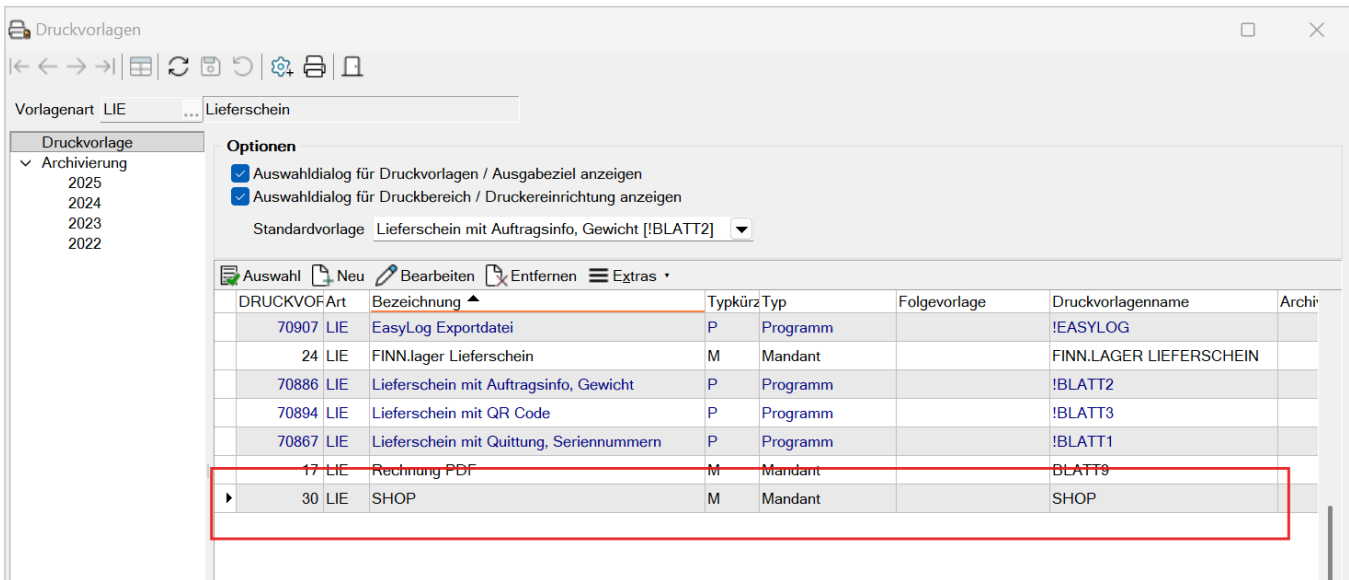 Druckvorlagen
Vorlagenart LIE ... Lieferschein
Druckvorlage
Archivierung
2025
2024
2023
2022
Optionen
Auswahldialog für Druckvorlagen / Ausgabeziel anzeigen
Auswahldialog für Druckbereich / Druckereinrichtung anzeigen
Standardvorlage Lieferschein mit Auftragsinfo, Gewicht [!BLATT2]
Auswahl Neu Bearbeiten Entfernen Extras
DRUCKVOF Art Bezeichnung Typkürz Typ Folgevorlage Druckvorlagenname Archiv
70907 LIE EasyLog Exportdatei P Programm !EASYLOG
24 LIE FINN.lager Lieferschein M Mandant FINN.LAGER LIEFERSCHEIN
70886 LIE Lieferschein mit Auftragsinfo, Gewicht P Programm !BLATT2
70894 LIE Lieferschein mit QR Code P Programm !BLATT3
70867 LIE Lieferschein mit Quittung, Seriennummern P Programm !BLATT1
17 LIE Rechnung PDF M Mandant BLATT9
30 LIE SHOP M Mandant SHOP